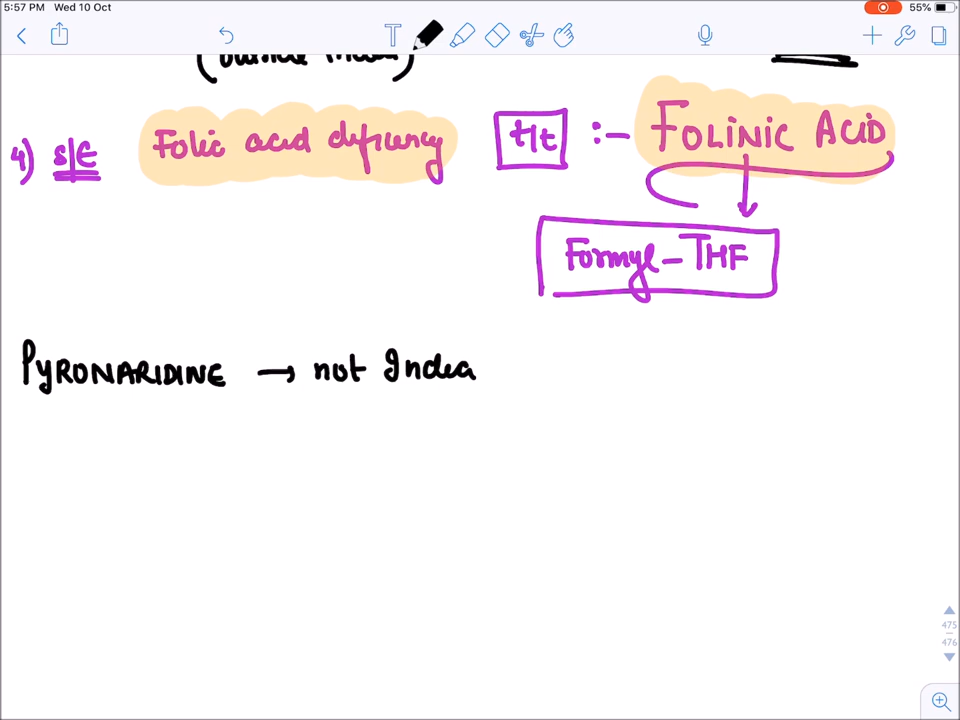 5:57 PM Wed 10 Oct 55%
T
4) S/E Folic acid deficiency t/t :- FOLINIC ACID
Formyl-THF
PYRONARIDINE → not Indea
475
476